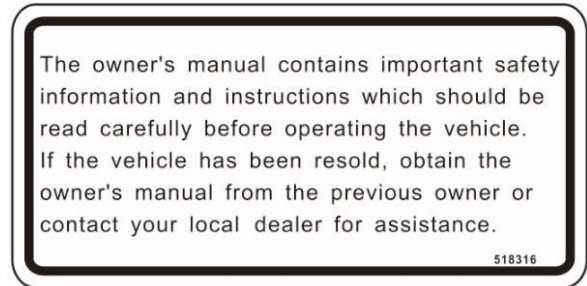 The owner's manual contains important safety
information and instructions which should be
read carefully before operating the vehicle.
If the vehicle has been resold, obtain the
owner's manual from the previous owner or
contact your local dealer for assistance.
518316